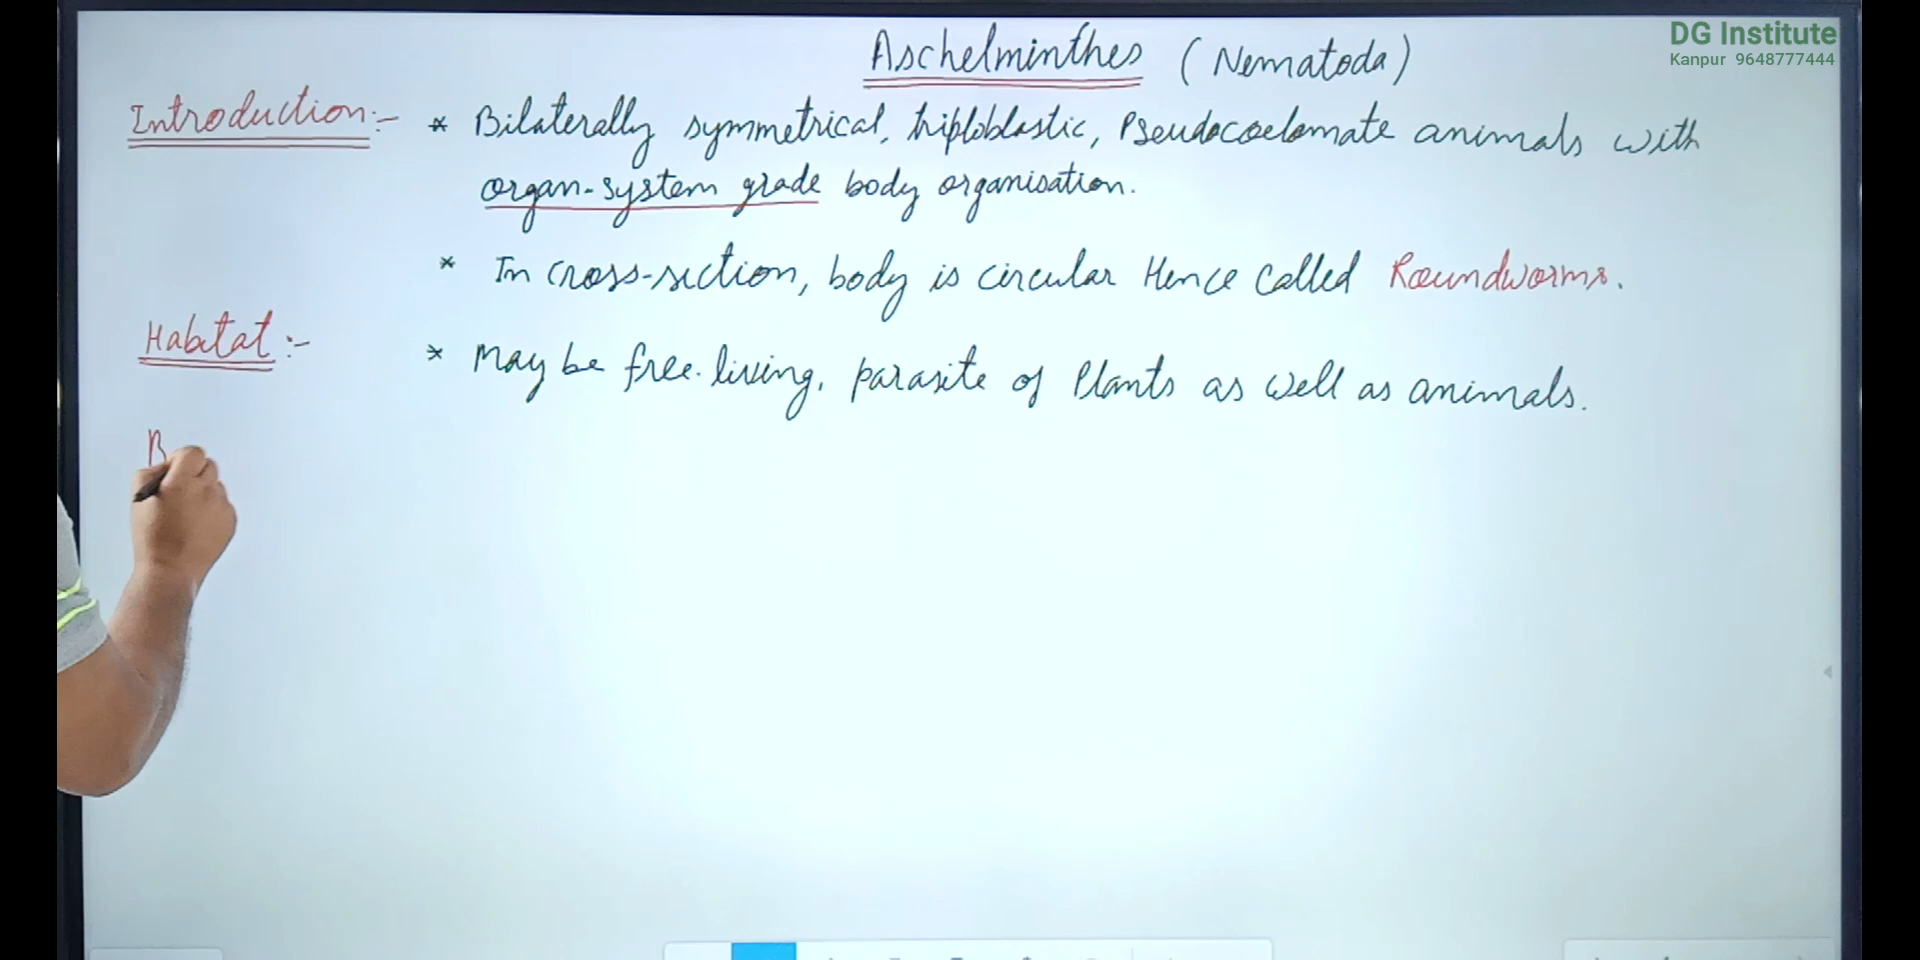 DG Institute
Kanpur 9648777444
Aschelminthes (Nematoda)
Introduction:- * Bilaterally symmetrical, triploblastic, Pseudocoelomate animals with
organ-system grade body organisation.
* In cross-section, body is circular Hence called Roundworms.
Habitat:- * May be free-living, parasite of Plants as well as animals.
B